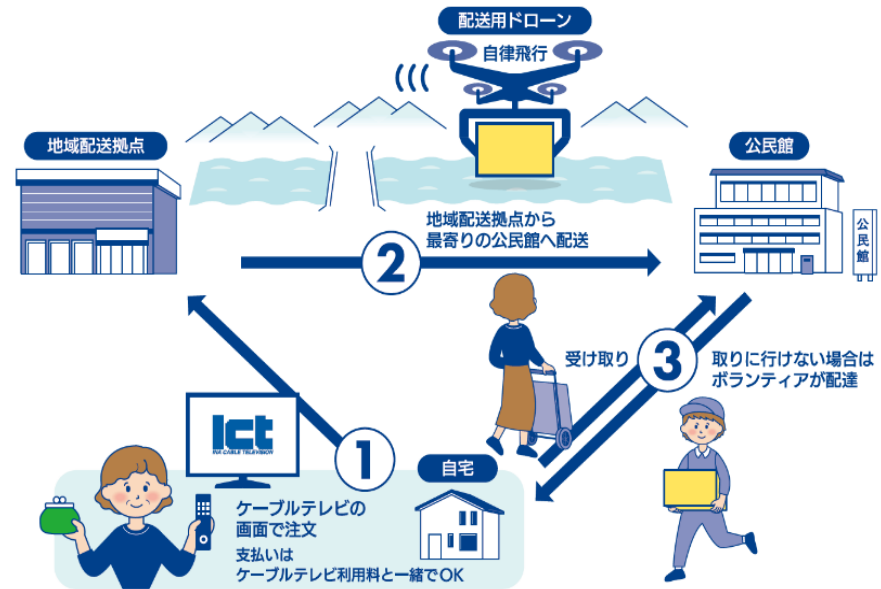 配送用ドローン
自律飛行
地域配送拠点
公民館
公民館
地域配送拠点から
最寄りの公民館へ配送
2
受け取り
3
取りに行けない場合は
ボランティアが配達
Ict
INA CABLE TELEVISION
1
自宅
ケーブルテレビの
画面で注文
支払いは
ケーブルテレビ利用料と一緒でOK